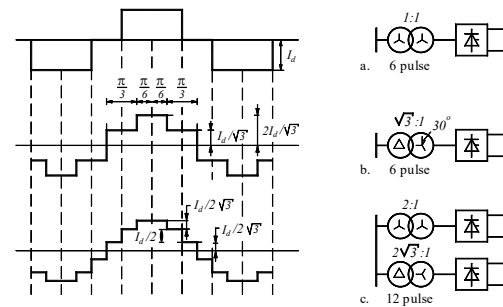 1:1
I_d
a.
6 pulse
π/3 π/6 π/6 π/3
√3:1
30°
I_d/√3
2I_d/√3
b.
6 pulse
I_d/2√3
2:1
I_d/2
I_d/2√3
2√3:1
c.
12 pulse